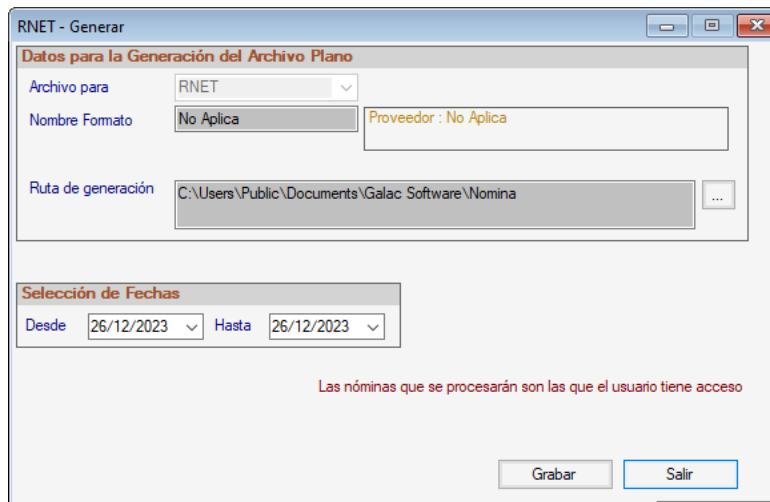 RNET - Generar
Datos para la Generación del Archivo Plano
Archivo para RNET
Nombre Formato No Aplica Proveedor : No Aplica
Ruta de generación C:\Users\Public\Documents\Galac Software\Nomina ...
Selección de Fechas
Desde 26/12/2023 Hasta 26/12/2023
Las nóminas que se procesarán son las que el usuario tiene acceso
Grabar Salir